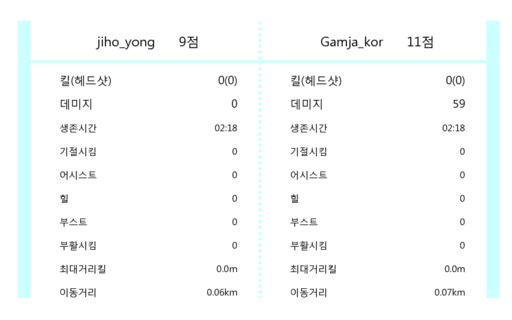 jiho_yong 9점 Gamja_kor 11점
킬(헤드샷) 0(0) 킬(헤드샷) 0(0)
데미지 0 데미지 59
생존시간 02:18 생존시간 02:18
기절시킴 0 기절시킴 0
어시스트 0 어시스트 0
힐 0 힐 0
부스트 0 부스트 0
부활시킴 0 부활시킴 0
최대거리킬 0.0m 최대거리킬 0.0m
이동거리 0.06km 이동거리 0.07km